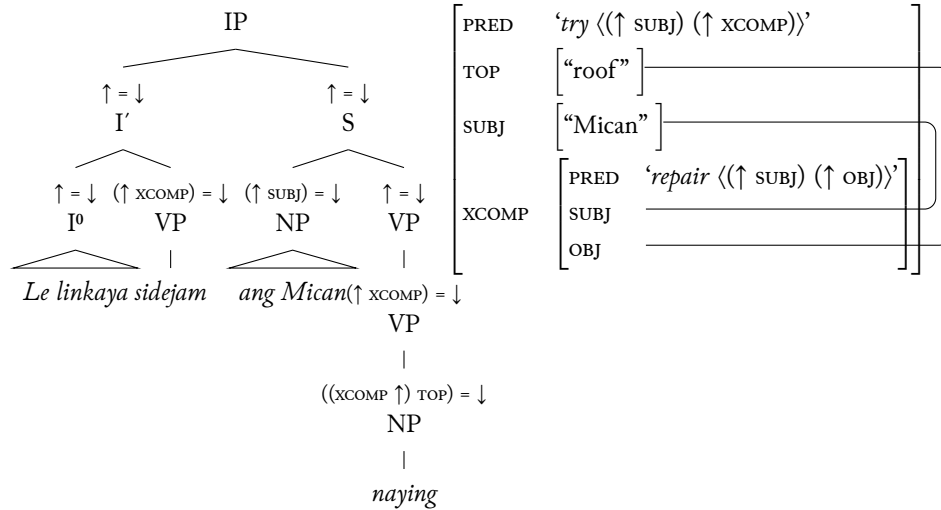 IP
↑ = ↓ ↑ = ↓
I′ S
↑ = ↓ (↑ XCOMP) = ↓ (↑ SUBJ) = ↓ ↑ = ↓
I⁰ VP NP VP
Le linkaya sidejam ang Mican (↑ XCOMP) = ↓
VP
((XCOMP ↑) TOP) = ↓
NP
naying
PRED ‘try ⟨(↑ SUBJ) (↑ XCOMP)⟩’
TOP [“roof”]
SUBJ [“Mican”]
XCOMP
PRED ‘repair ⟨(↑ SUBJ) (↑ OBJ)⟩’
SUBJ
OBJ